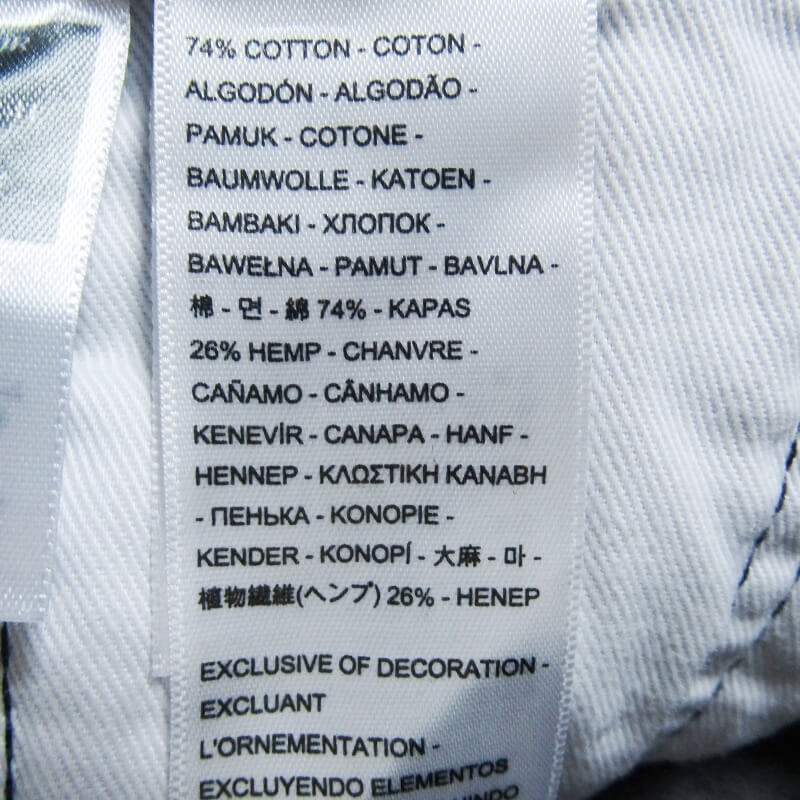 74% COTTON - COTON -
ALGODÓN - ALGODÃO -
PAMUK - COTONE -
BAUMWOLLE - KATOEN -
BAMBAKI - ХЛОПОК -
BAWEŁNA - PAMUT - BAVLNA -
棉 - 면 - 綿 74% - KAPAS
26% HEMP - CHANVRE -
CAÑAMO - CÂNHAMO -
KENEVİR - CANAPA - HANF -
HENNEP - ΚΛΩΣΤΙΚΗ ΚΑΝΑΒΗ
- ПЕНЬКА - KONOPIE -
KENDER - KONOPÍ - 大麻 - 마 -
植物繊維(ヘンプ) 26% - HENEP
EXCLUSIVE OF DECORATION -
EXCLUANT
L'ORNEMENTATION -
EXCLUYENDO ELEMENTOS